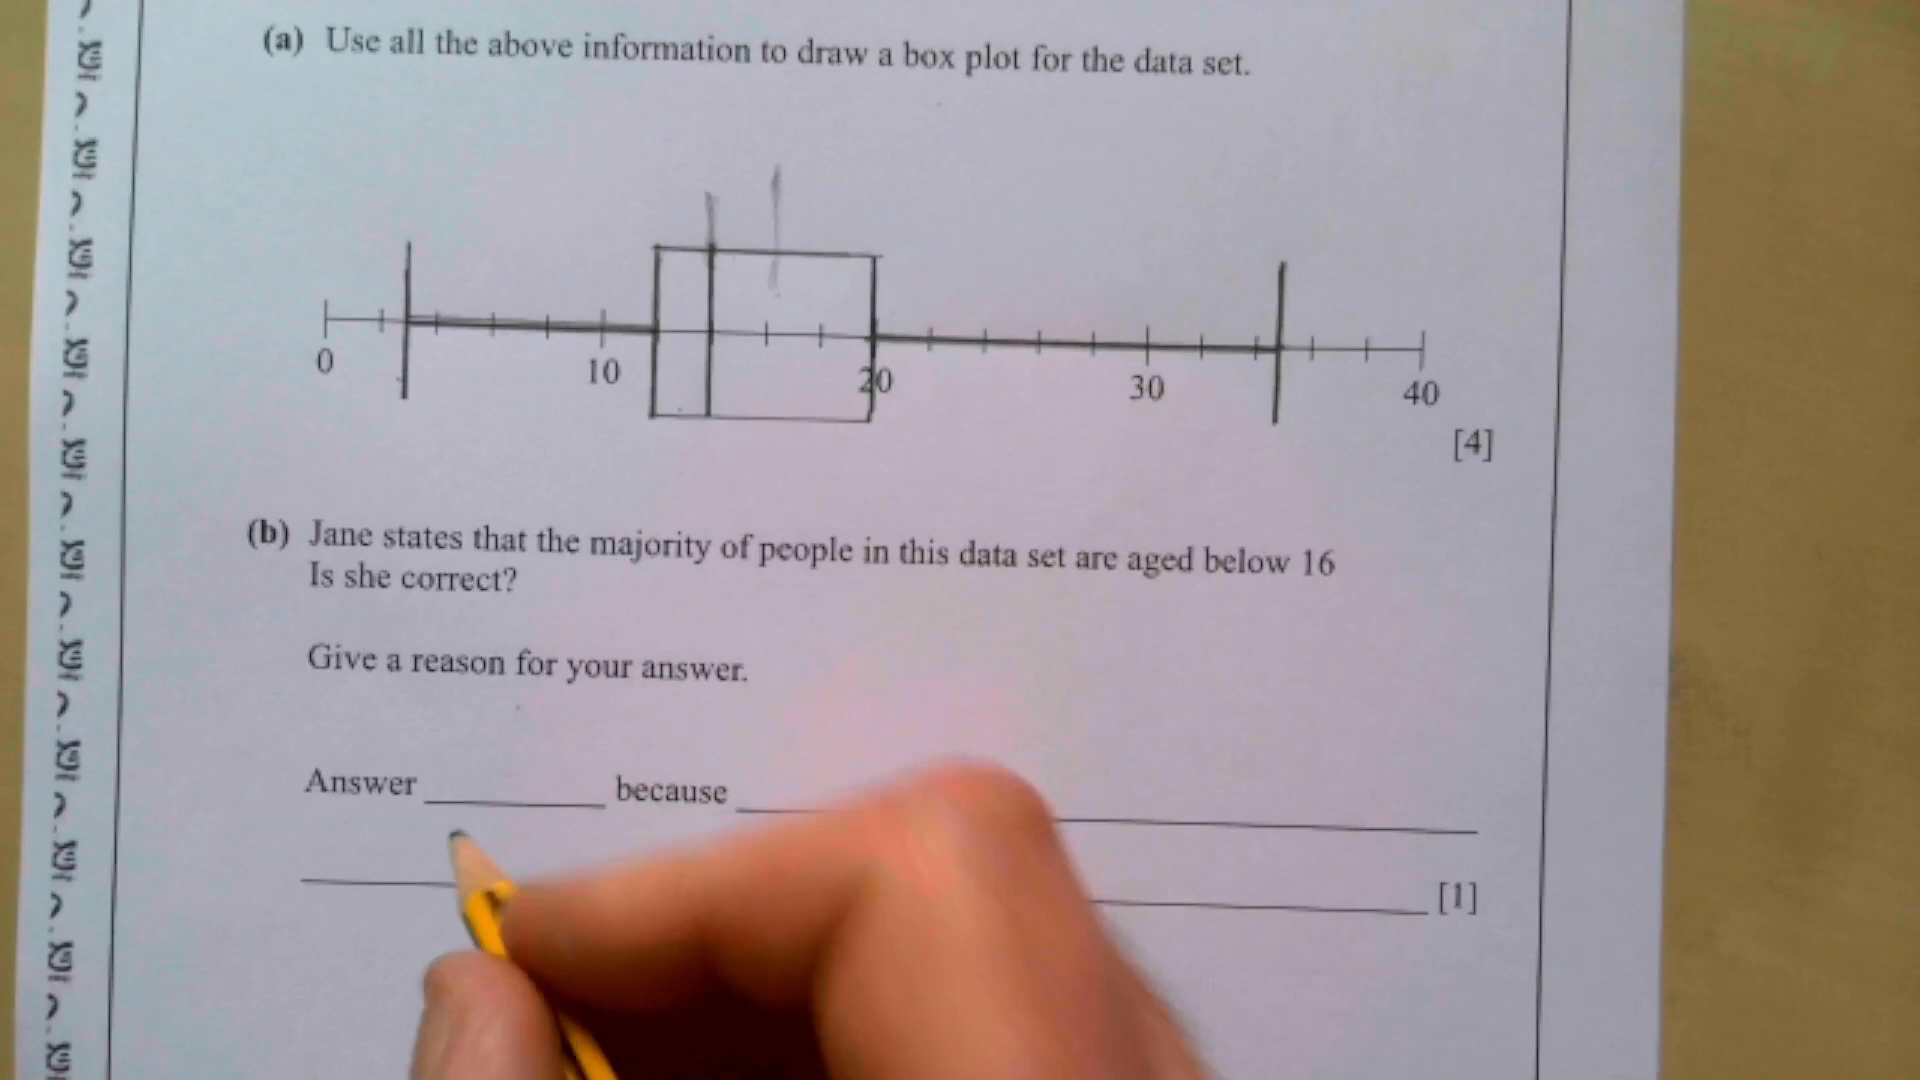 (a) Use all the above information to draw a box plot for the data set.
0 10 20 30 40
[4]
(b) Jane states that the majority of people in this data set are aged below 16
Is she correct?
Give a reason for your answer.
Answer because
[1]